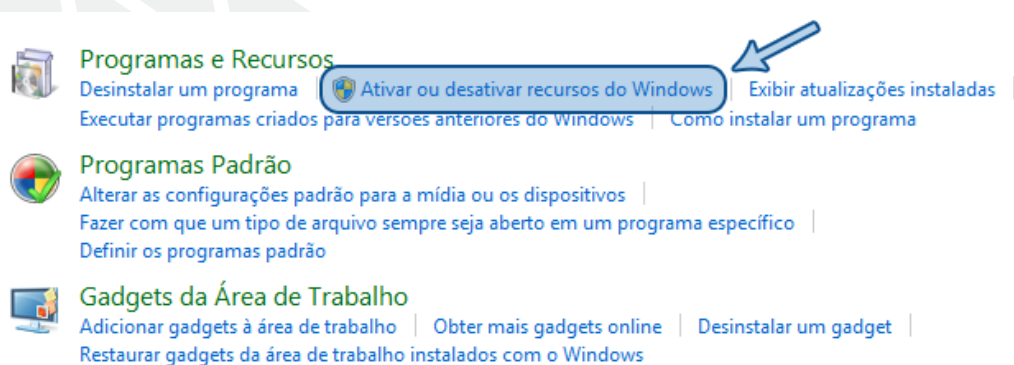 Programas e Recursos
Desinstalar um programa Ativar ou desativar recursos do Windows Exibir atualizações instaladas
Executar programas criados para versões anteriores do Windows Como instalar um programa
Programas Padrão
Alterar as configurações padrão para a mídia ou os dispositivos
Fazer com que um tipo de arquivo sempre seja aberto em um programa específico
Definir os programas padrão
Gadgets da Área de Trabalho
Adicionar gadgets à área de trabalho Obter mais gadgets online Desinstalar um gadget
Restaurar gadgets da área de trabalho instalados com o Windows